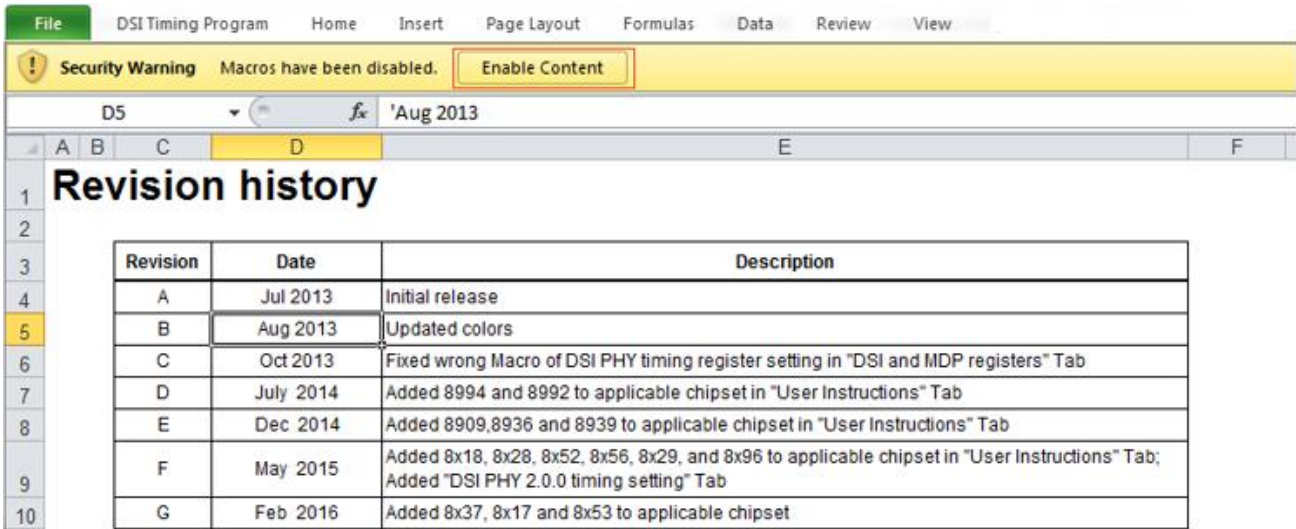 File DSI Timing Program Home Insert Page Layout Formulas Data Review View
! Security Warning Macros have been disabled. Enable Content
D5 fx 'Aug 2013
A B C D E F
1 Revision history
2
3 Revision Date Description
4 A Jul 2013 Initial release
5 B Aug 2013 Updated colors
6 C Oct 2013 Fixed wrong Macro of DSI PHY timing register setting in "DSI and MDP registers" Tab
7 D July 2014 Added 8994 and 8992 to applicable chipset in "User Instructions" Tab
8 E Dec 2014 Added 8909,8936 and 8939 to applicable chipset in "User Instructions" Tab
9 F May 2015 Added 8x18, 8x28, 8x52, 8x56, 8x29, and 8x96 to applicable chipset in "User Instructions" Tab;
Added "DSI PHY 2.0.0 timing setting" Tab
10 G Feb 2016 Added 8x37, 8x17 and 8x53 to applicable chipset